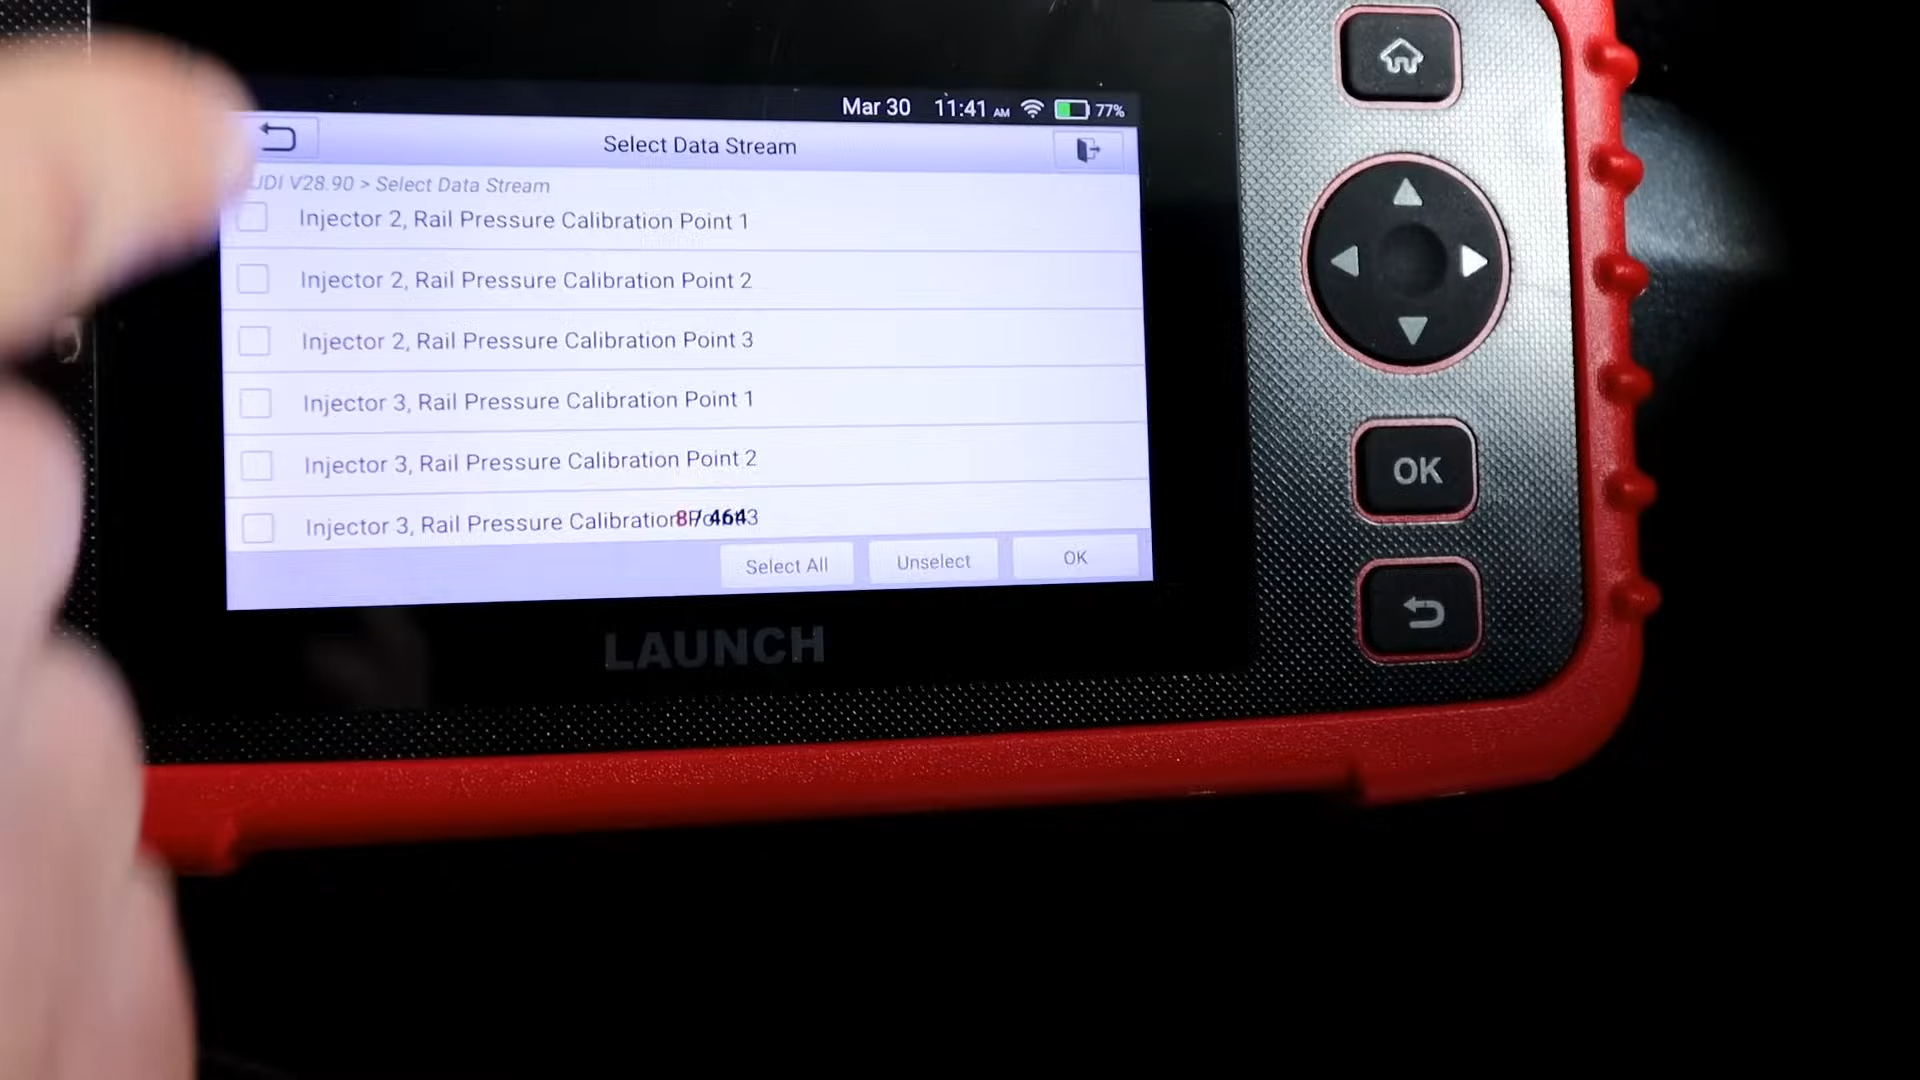 Mar 30 11:41 AM 77%
Select Data Stream
UDI V28.90 > Select Data Stream
Injector 2, Rail Pressure Calibration Point 1
Injector 2, Rail Pressure Calibration Point 2
Injector 2, Rail Pressure Calibration Point 3
Injector 3, Rail Pressure Calibration Point 1
Injector 3, Rail Pressure Calibration Point 2
Injector 3, Rail Pressure Calibration
Select All Unselect OK
LAUNCH
OK